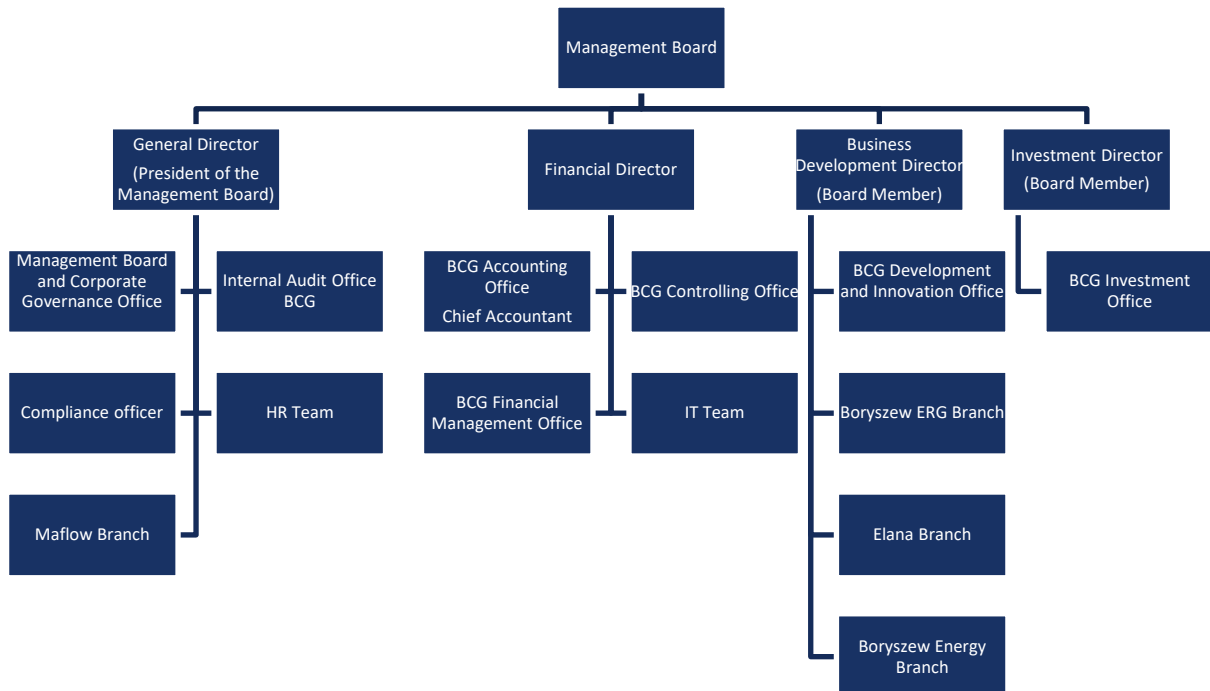 Management Board
General Director
(President of the
Management Board)
Financial Director
Business
Development Director
(Board Member)
Investment Director
(Board Member)
Management Board
and Corporate
Governance Office
Internal Audit Office
BCG
BCG Accounting
Office
Chief Accountant
BCG Controlling Office
BCG Development
and Innovation Office
BCG Investment
Office
Compliance officer
HR Team
BCG Financial
Management Office
IT Team
Boryszew ERG Branch
Maflow Branch
Elana Branch
Boryszew Energy
Branch